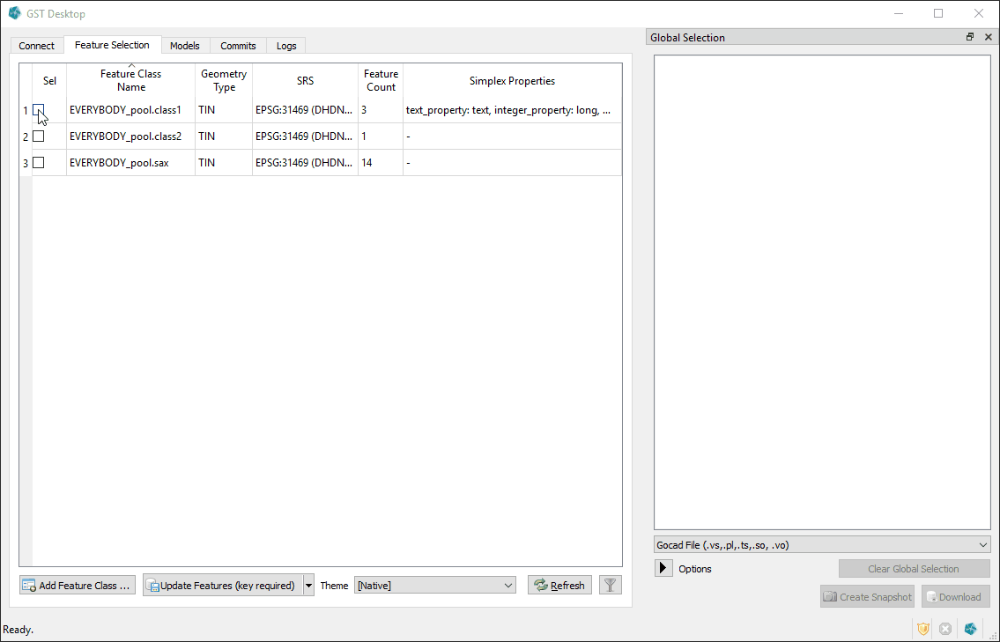 GST Desktop
Connect Feature Selection Models Commits Logs
Global Selection
Sel Feature Class Name Geometry Type SRS Feature Count Simplex Properties
1 EVERYBODY_pool.class1 TIN EPSG:31469 (DHDN... 3 text_property: text, integer_property: long, ...
2 EVERYBODY_pool.class2 TIN EPSG:31469 (DHDN... 1 -
3 EVERYBODY_pool.sax TIN EPSG:31469 (DHDN... 14 -
Gocad File (.vs,.pl,.ts,.so, .vo)
Options
Clear Global Selection
Create Snapshot Download
Add Feature Class ... Update Features (key required) Theme [Native] Refresh
Ready.